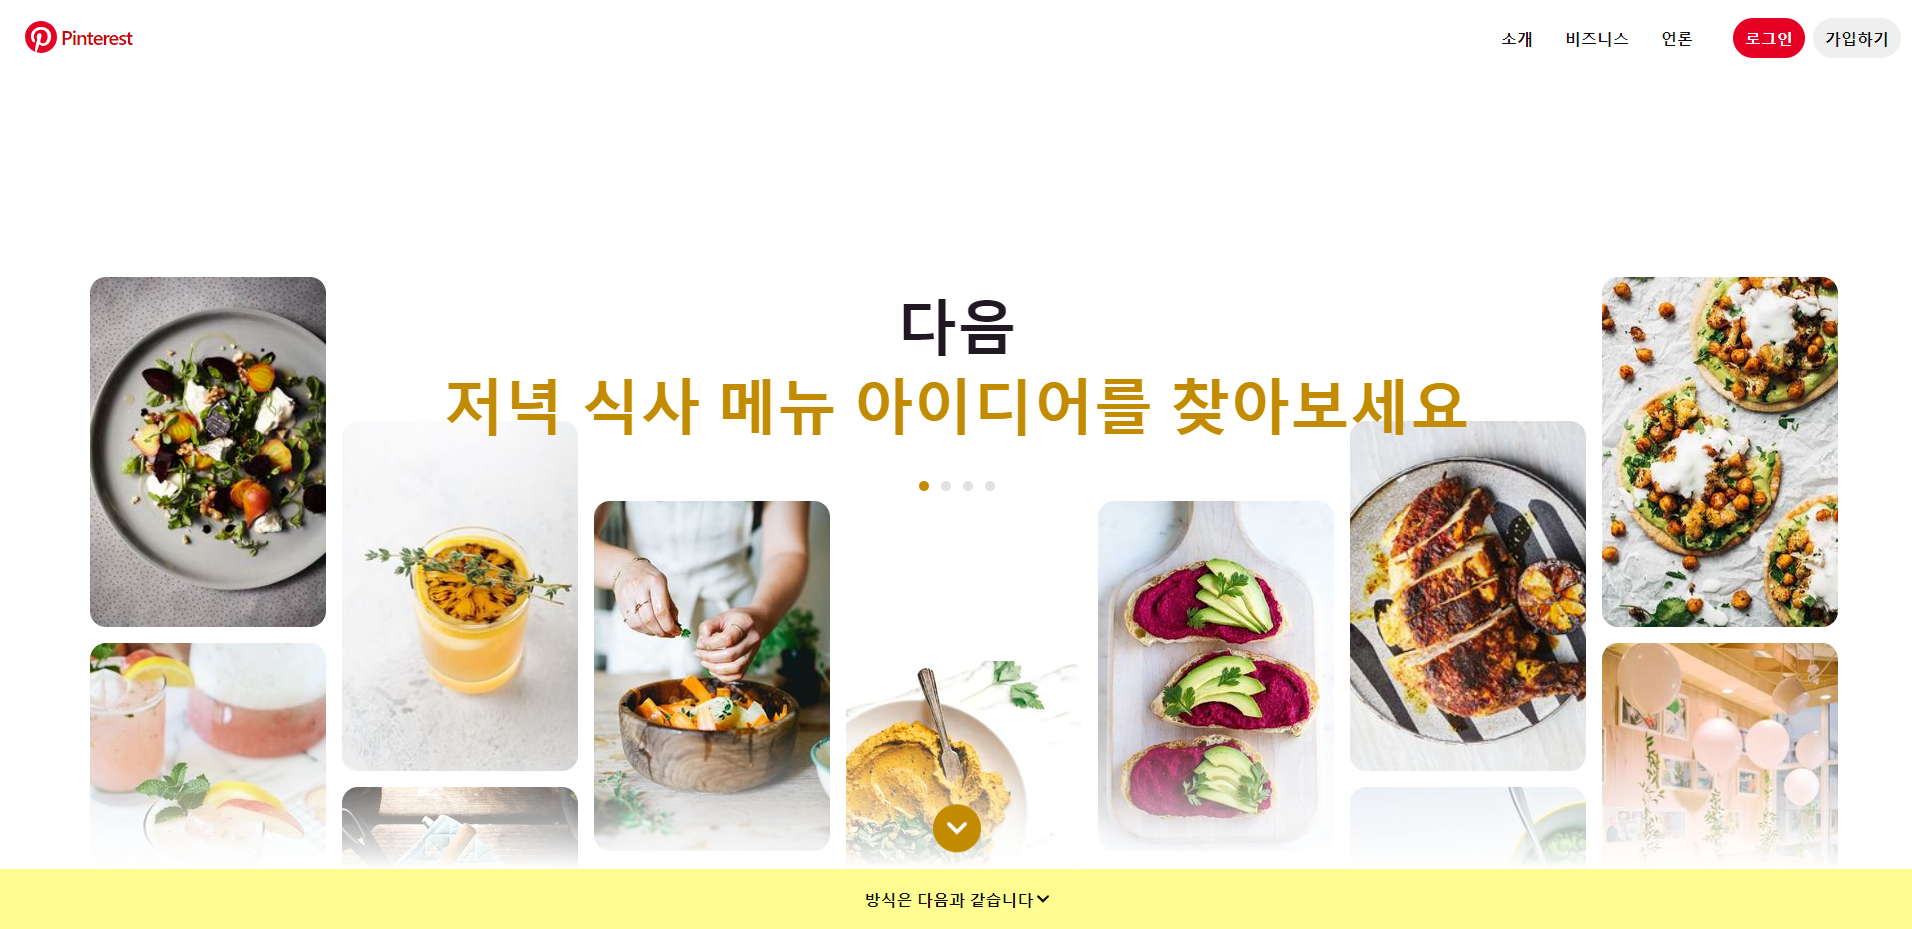 Pinterest
소개 비즈니스 언론 로그인 가입하기
다음
저녁 식사 메뉴 아이디어를 찾아보세요
방식은 다음과 같습니다